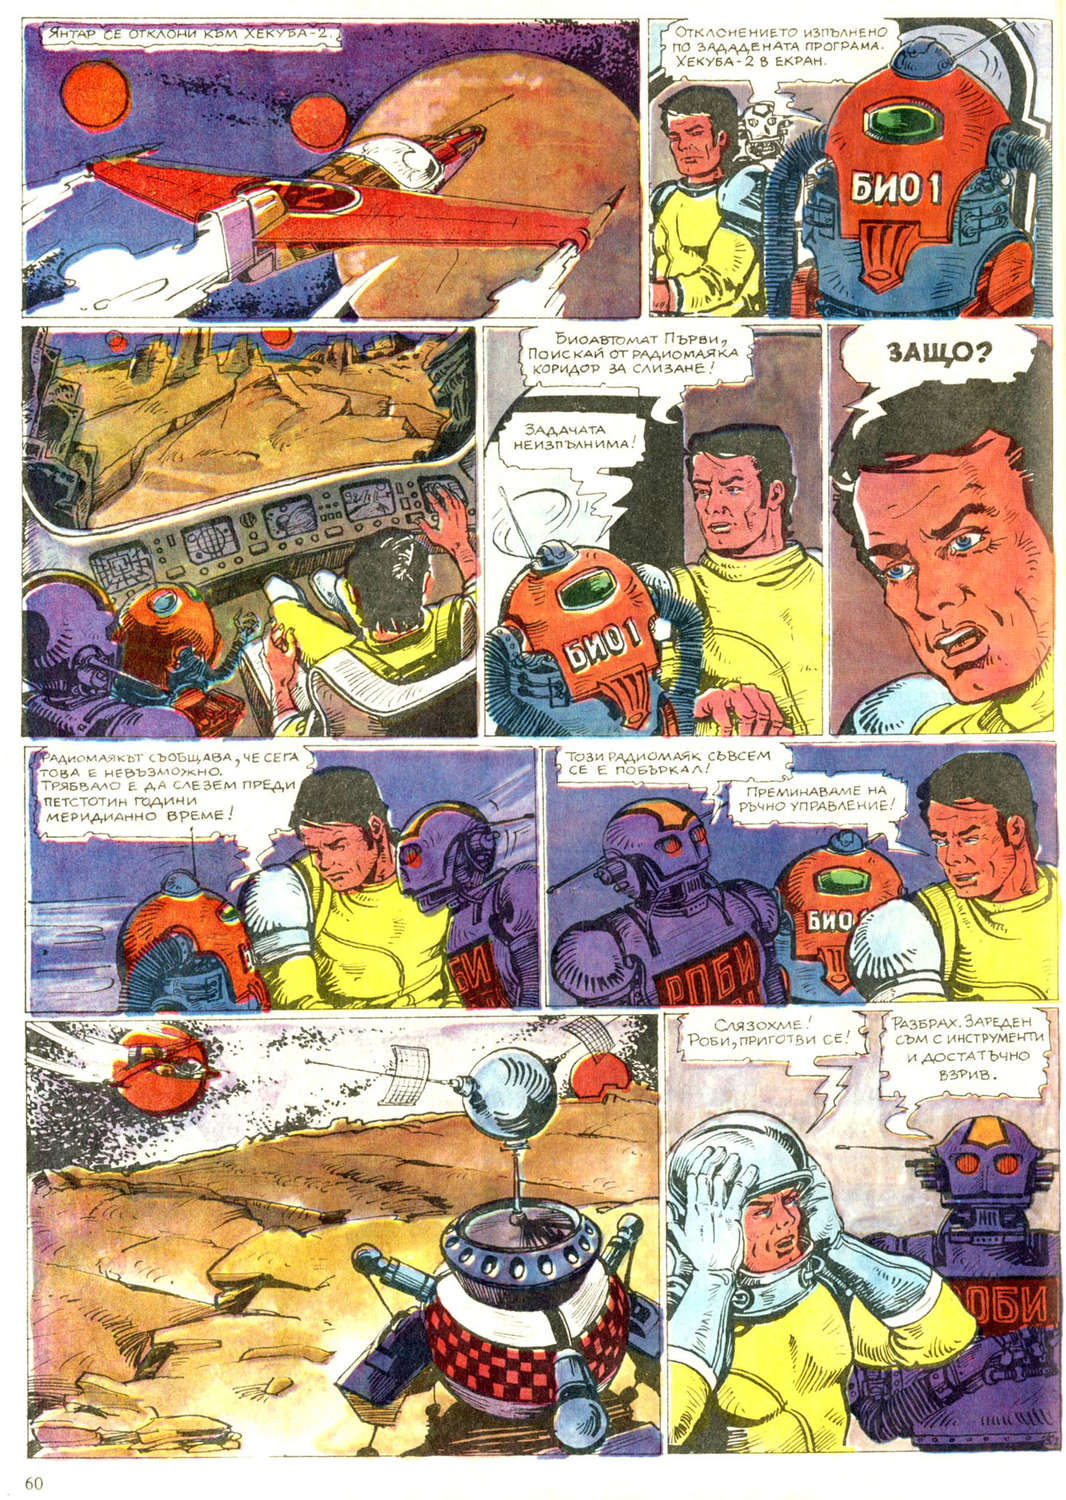 ЯНТАР СЕ ОТКЛОНИ КЪМ ХЕКУБА-2.
ОТКЛОНЕНИЕТО ИЗПЪЛНЕНО
ПО ЗАДАДЕНАТА ПРОГРАМА.
ХЕКУБА-2 В ЕКРАН.
БИО 1
БИОАВТОМАТ ПЪРВИ,
ПОИСКАЙ ОТ РАДИОМАЯКА
КОРИДОР ЗА СЛИЗАНЕ!
ЗАДАЧАТА
НЕИЗПЪЛНИМА!
БИО 1
ЗАЩО?
РАДИОМАЯКЪТ СЪОБЩАВА, ЧЕ СЕГА
ТОВА Е НЕВЪЗМОЖНО.
ТРЯБВАЛО Е ДА СЛЕЗЕМ ПРЕДИ
ПЕТСТОТИН ГОДИНИ
МЕРИДИАННО ВРЕМЕ!
Б
БИ
ТОЗИ РАДИОМАЯК СЪВСЕМ
СЕ Е ПОБЪРКАЛ!
ПРЕМИНАВАМЕ НА
РЪЧНО УПРАВЛЕНИЕ!
РОБИ
БИО
СЛЯЗОХМЕ!
РОБИ, ПРИГОТВИ СЕ!
РАЗБРАХ. ЗАРЕДЕН
СЪМ С ИНСТРУМЕНТИ
И ДОСТАТЪЧНО
ВЗРИВ.
РОБИ
60